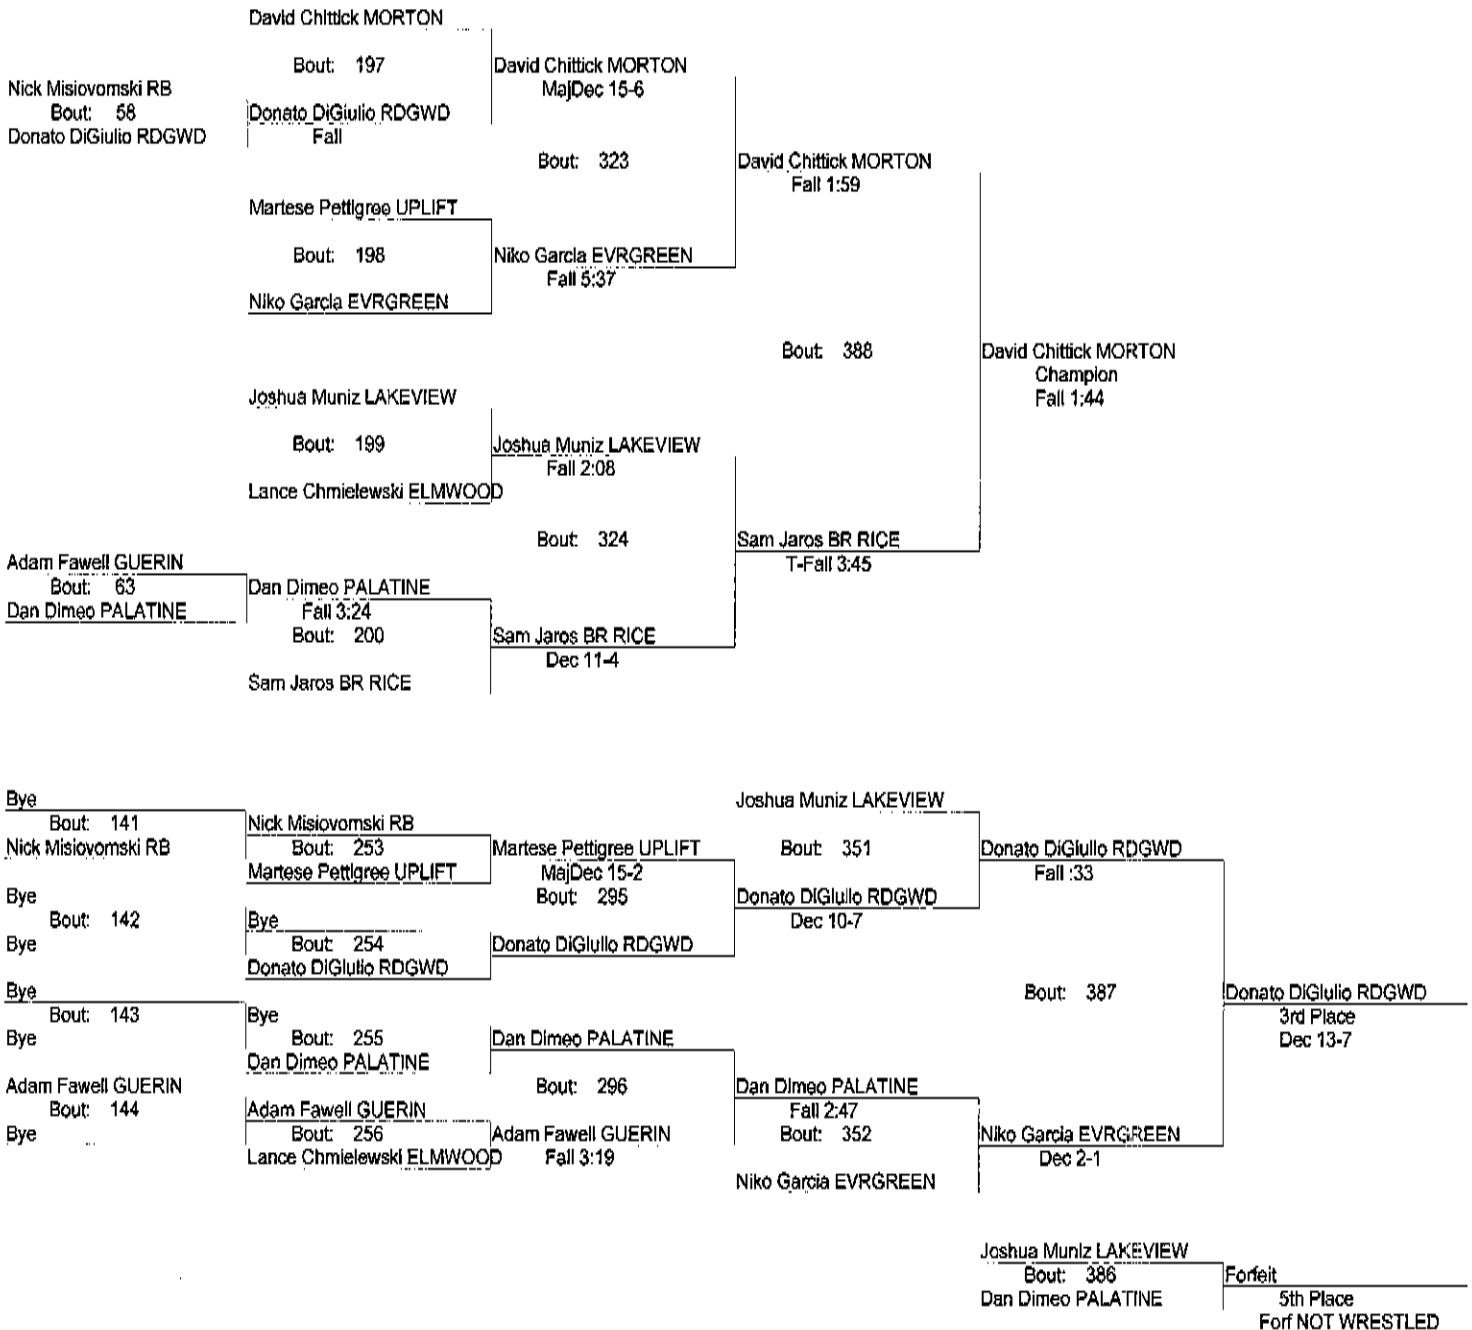 David Chittick MORTON
Bout: 197
David Chittick MORTON
MajDec 15-6
Nick Misiovomski RB
Bout: 58
Donato DiGiulio RDGWD
Donato DiGiulio RDGWD
Fall
Bout: 323
David Chittick MORTON
Fall 1:59
Martese Pettigree UPLIFT
Bout: 198
Niko Garcia EVRGREEN
Fall 5:37
Niko Garcia EVRGREEN
Bout: 388
David Chittick MORTON
Champion
Fall 1:44
Joshua Muniz LAKEVIEW
Bout: 199
Joshua Muniz LAKEVIEW
Fall 2:08
Lance Chmielewski ELMWOOD
Bout: 324
Sam Jaros BR RICE
T-Fall 3:45
Adam Fawell GUERIN
Bout: 63
Dan Dimeo PALATINE
Dan Dimeo PALATINE
Fall 3:24
Bout: 200
Sam Jaros BR RICE
Dec 11-4
Sam Jaros BR RICE
Bye
Bout: 141
Nick Misiovomski RB
Nick Misiovomski RB
Bout: 253
Martese Pettigree UPLIFT
Martese Pettigree UPLIFT
MajDec 15-2
Bout: 295
Joshua Muniz LAKEVIEW
Bout: 351
Donato DiGiulio RDGWD
Fall :33
Bye
Bout: 142
Bye
Bye
Bout: 254
Donato DiGiulio RDGWD
Donato DiGiulio RDGWD
Donato DiGiulio RDGWD
Dec 10-7
Bye
Bout: 143
Bye
Bye
Bout: 255
Dan Dimeo PALATINE
Dan Dimeo PALATINE
Bout: 387
Donato DiGiulio RDGWD
3rd Place
Dec 13-7
Adam Fawell GUERIN
Bout: 144
Bye
Adam Fawell GUERIN
Bout: 256
Lance Chmielewski ELMWOOD
Bout: 296
Adam Fawell GUERIN
Fall 3:19
Dan Dimeo PALATINE
Fall 2:47
Bout: 352
Niko Garcia EVRGREEN
Niko Garcia EVRGREEN
Dec 2-1
Joshua Muniz LAKEVIEW
Bout: 386
Dan Dimeo PALATINE
Forfeit
5th Place
Forf NOT WRESTLED